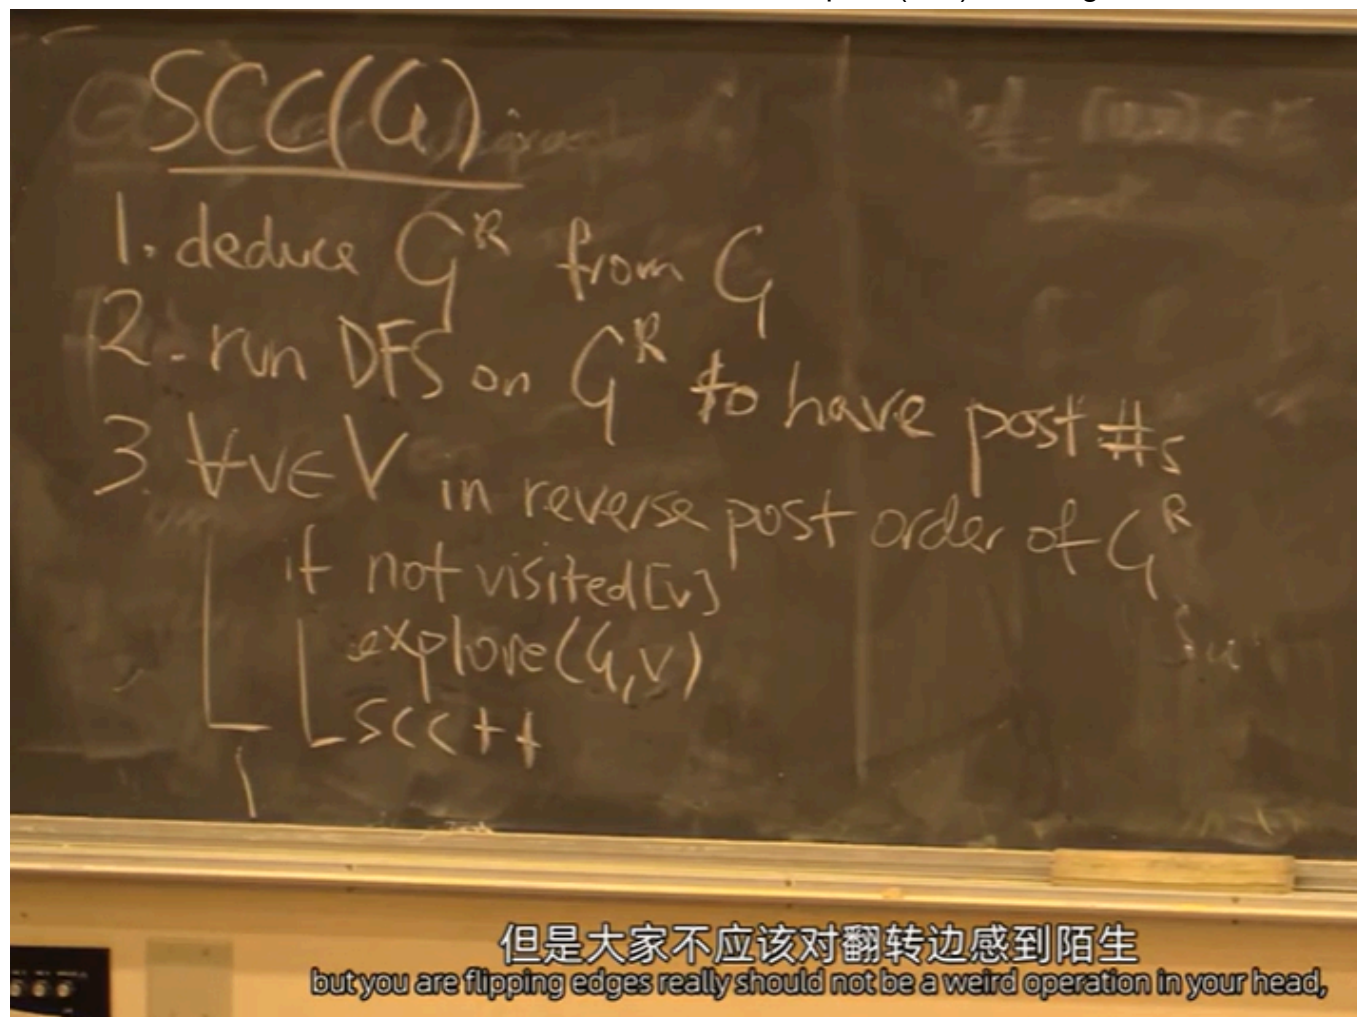 SCC(G)
1. deduce G^R from G
2. run DFS on G^R to have post #s
3. ∀v∈V in reverse post order of G^R
if not visited[v]
explore(G,v)
SCC++
但是大家不应该对翻转边感到陌生
but you are flipping edges really should not be a weird operation in your head,